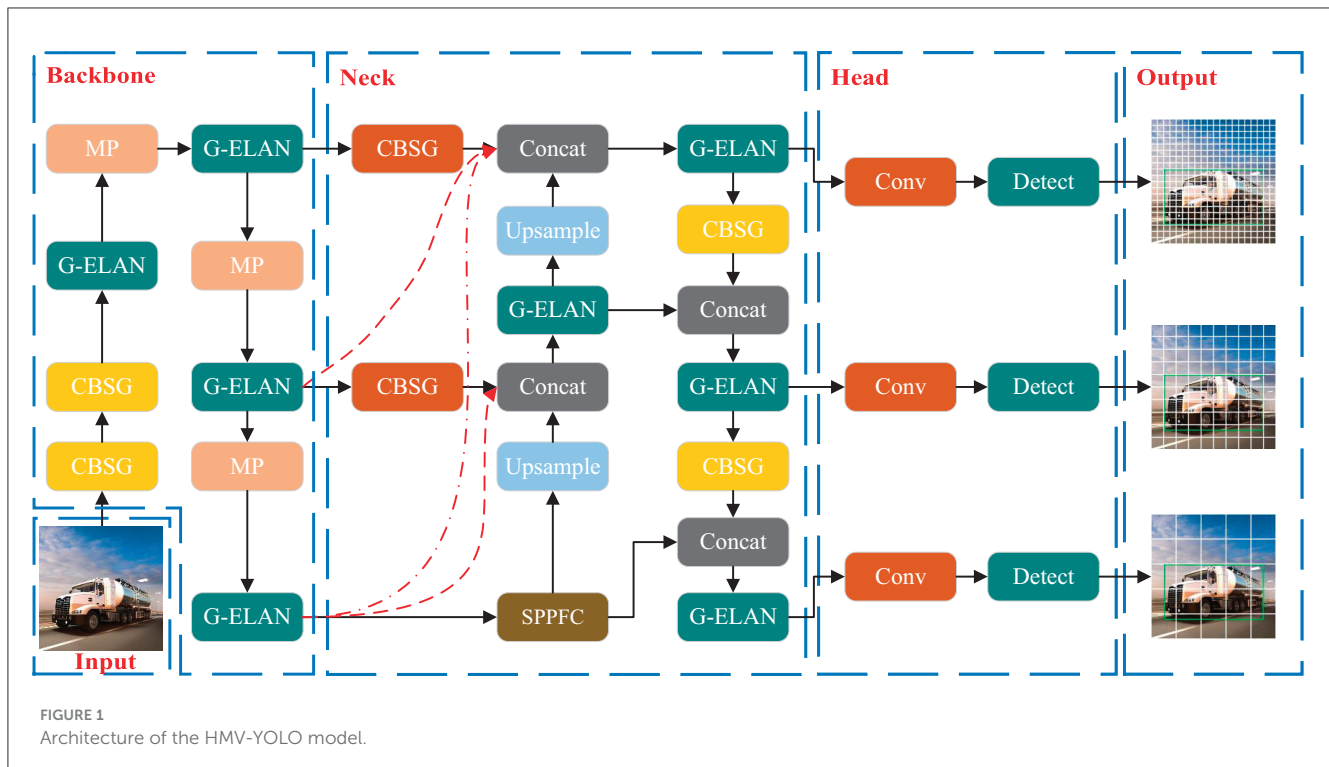 Backbone
Neck
Head
Output
MP
G-ELAN
CBSG
Concat
G-ELAN
Conv
Detect
Upsample
CBSG
G-ELAN
MP
G-ELAN
Concat
CBSG
G-ELAN
CBSG
Concat
G-ELAN
Conv
Detect
CBSG
MP
Upsample
CBSG
Concat
Conv
Detect
G-ELAN
SPPFC
G-ELAN
Input
FIGURE 1
Architecture of the HMV-YOLO model.